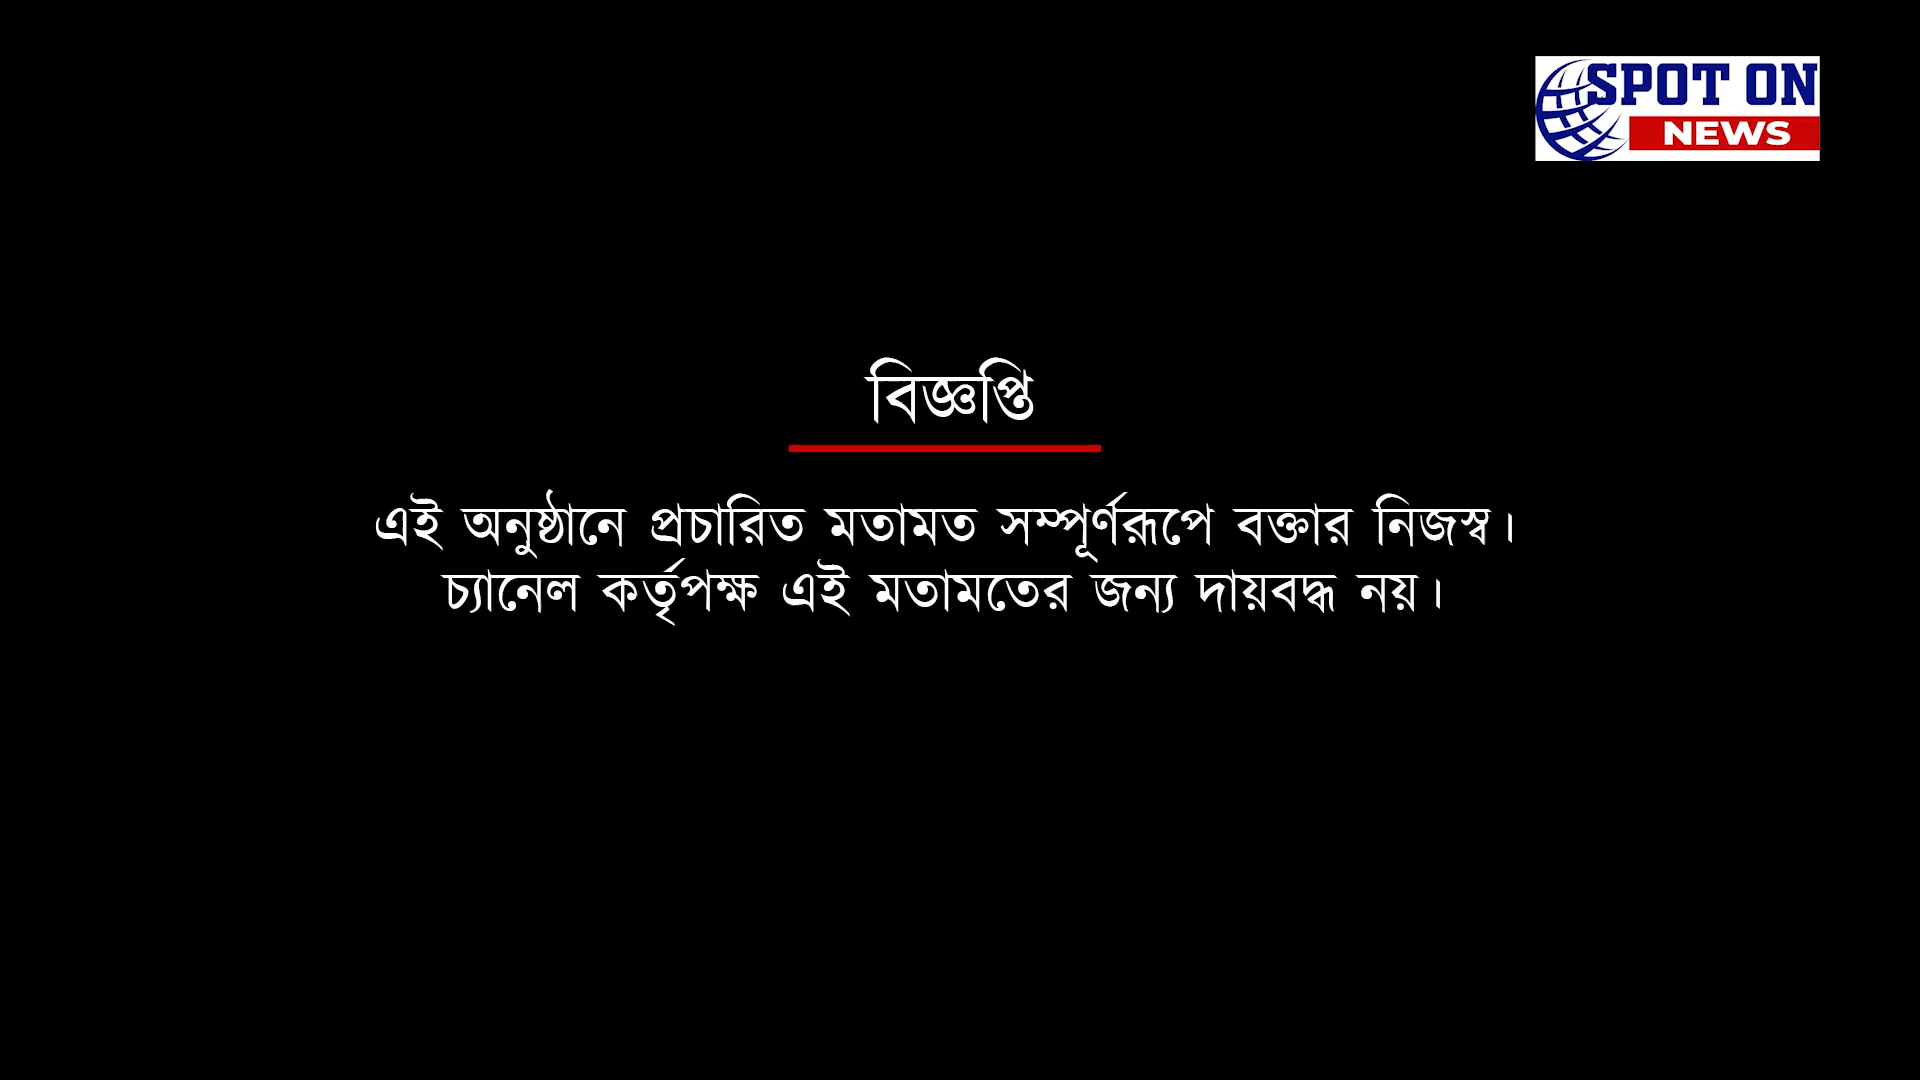 SPOT ON
NEWS
বিজ্ঞপ্তি
এই অনুষ্ঠানে প্রচারিত মতামত সম্পূর্ণরূপে বক্তার নিজস্ব।
চ্যানেল কর্তৃপক্ষ এই মতামতের জন্য দায়বদ্ধ নয়।